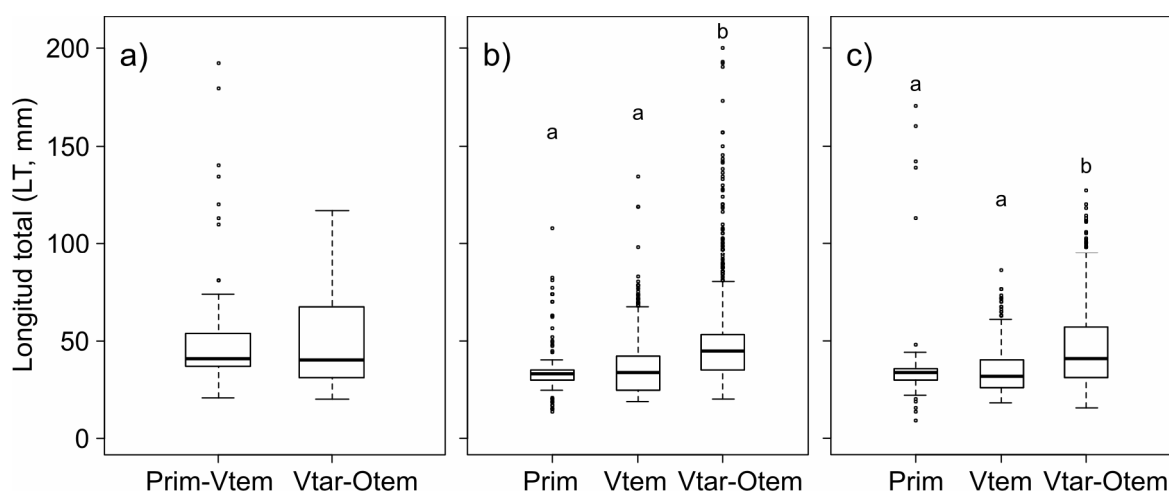 Longitud total (LT, mm)
200
150
100
50
0
a)
Prim-Vtem Vtar-Otem
b)
a
a
b
Prim Vtem Vtar-Otem
c)
a
a
b
Prim Vtem Vtar-Otem